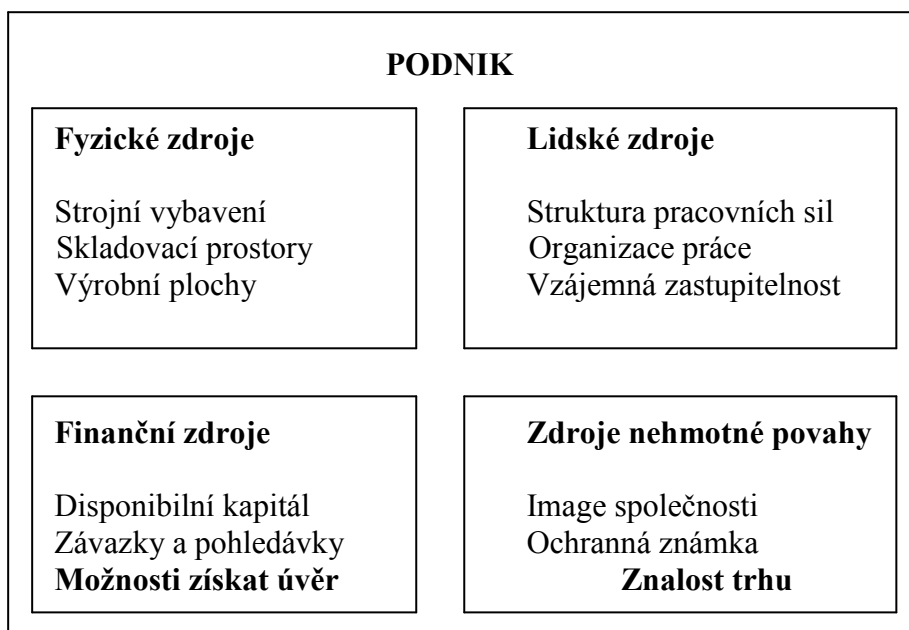 PODNIK
Fyzické zdroje
Strojní vybavení
Skladovací prostory
Výrobní plochy
Lidské zdroje
Struktura pracovních sil
Organizace práce
Vzájemná zastupitelnost
Finanční zdroje
Disponibilní kapitál
Závazky a pohledávky
Možnosti získat úvěr
Zdroje nehmotné povahy
Image společnosti
Ochranná známka
Znalost trhu